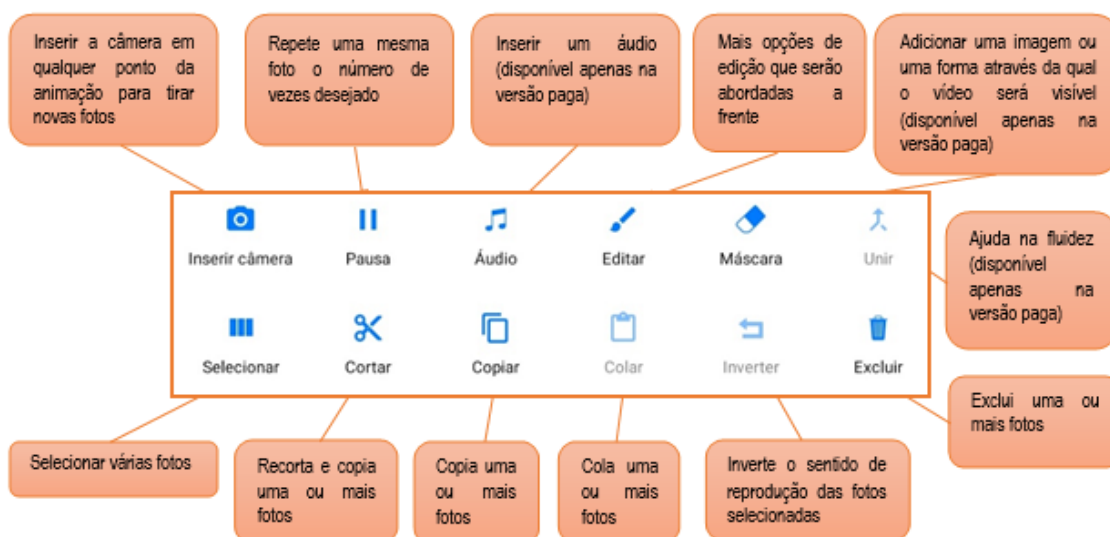 Inserir a câmera em
qualquer ponto da
animação para tirar
novas fotos
Repete uma mesma
foto o número de
vezes desejado
Inserir um áudio
(disponível apenas na
versão paga)
Mais opções de
edição que serão
abordadas a
frente
Adicionar uma imagem ou
uma forma através da qual
o vídeo será visível
(disponível apenas na
versão paga)
Inserir câmera
Pausa
Áudio
Editar
Máscara
Unir
Ajuda na fluidez
(disponível
apenas na
versão paga)
Selecionar
Cortar
Copiar
Colar
Inverter
Excluir
Exclui uma ou
mais fotos
Selecionar várias fotos
Recorta e copia
uma ou mais
fotos
Copia uma
ou mais
fotos
Cola uma
ou mais
fotos
Inverte o sentido de
reprodução das fotos
selecionadas